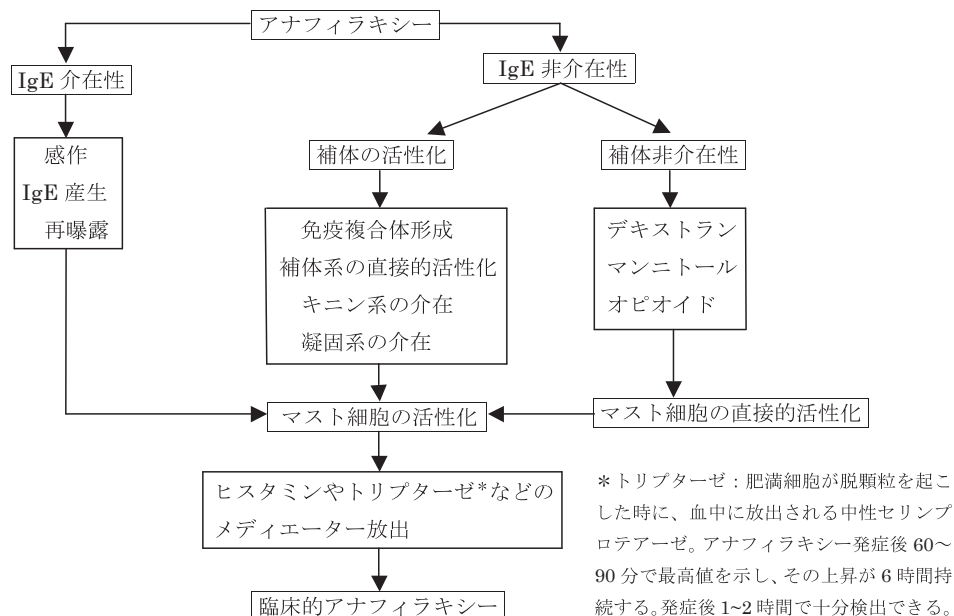 アナフィラキシー
IgE 介在性
IgE 非介在性
感作
IgE 産生
再曝露
補体の活性化
補体非介在性
免疫複合体形成
補体系の直接的活性化
キニン系の介在
凝固系の介在
デキストラン
マンニトール
オピオイド
マスト細胞の活性化
マスト細胞の直接的活性化
ヒスタミンやトリプターゼ*などの
メディエーター放出
臨床的アナフィラキシー
*トリプターゼ:肥満細胞が脱顆粒を起こ
した時に、血中に放出される中性セリンプ
ロテアーゼ。アナフィラキシー発症後 60〜
90 分で最高値を示し、その上昇が 6 時間持
続する。発症後 1~2 時間で十分検出できる。